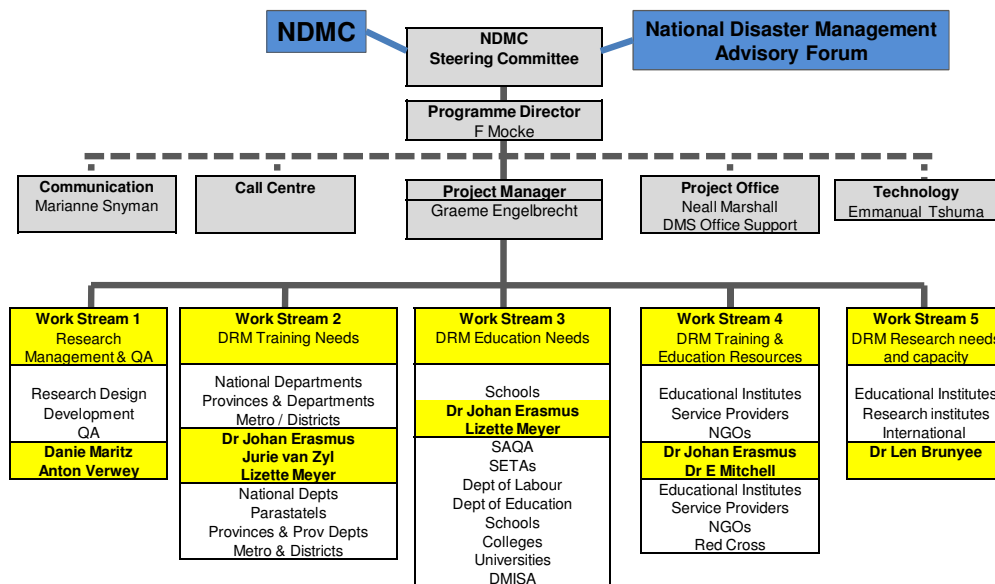 NDMC
NDMC
Steering Committee
National Disaster Management
Advisory Forum
Programme Director
F Mocke
Communication
Marianne Snyman
Call Centre
Project Manager
Graeme Engelbrecht
Project Office
Neall Marshall
DMS Office Support
Technology
Emmanual Tshuma
Work Stream 1
Research
Management & QA
Research Design
Development
QA
Danie Maritz
Anton Verwey
Work Stream 2
DRM Training Needs
National Departments
Provinces & Departments
Metro / Districts
Dr Johan Erasmus
Jurie van Zyl
Lizette Meyer
National Depts
Parastatels
Provinces & Prov Depts
Metro & Districts
Work Stream 3
DRM Education Needs
Schools
Dr Johan Erasmus
Lizette Meyer
SAQA
SETAs
Dept of Labour
Dept of Education
Schools
Colleges
Universities
DMISA
Work Stream 4
DRM Training &
Education Resources
Educational Institutes
Service Providers
NGOs
Dr Johan Erasmus
Dr E Mitchell
Educational Institutes
Service Providers
NGOs
Red Cross
Work Stream 5
DRM Research needs
and capacity
Educational Institutes
Research institutes
International
Dr Len Brunyee